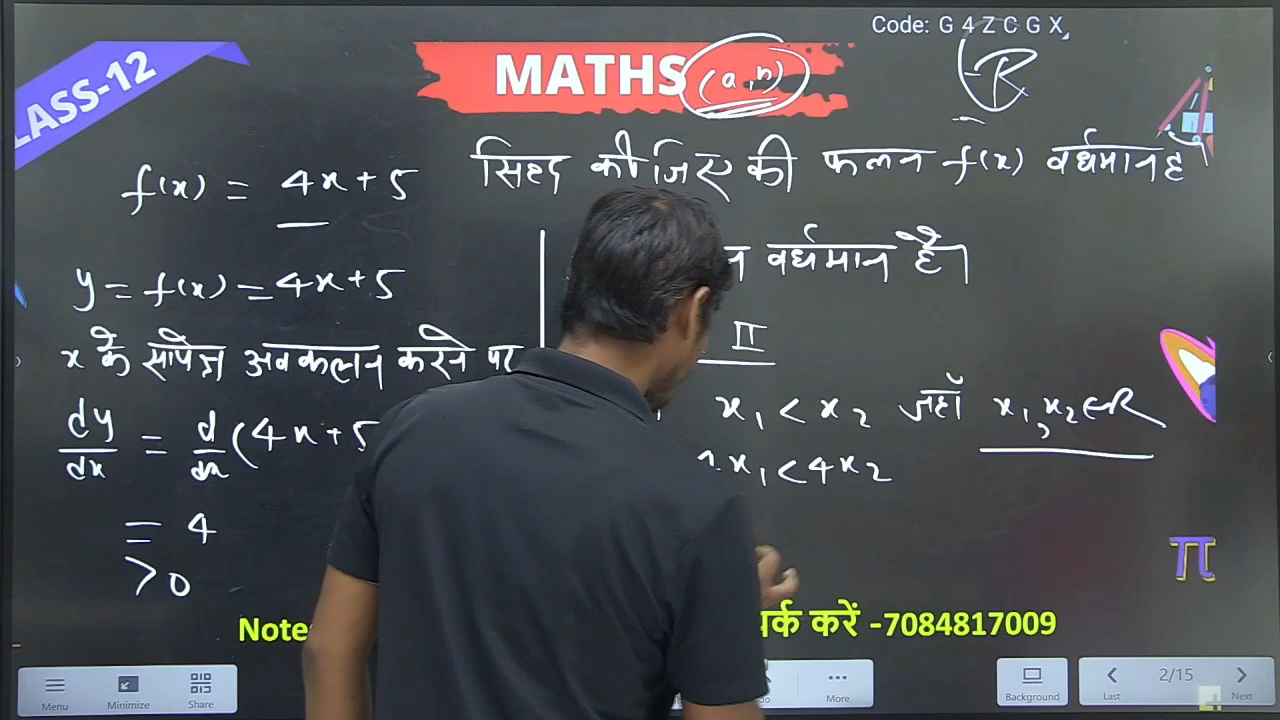 Code: G 4 Z C G X
LASS-12
MATHS (a, b)
R
f(x) = 4x+5
सिद्ध कीजिए की फलन f(x) वर्धमान है
न वर्धमान है।
y = f(x) = 4x+5
x के सापेक्ष अवकलन करने पर
dy/dx = d/dx (4x+5
= 4
>0
II
x₁ < x₂ जहाँ x₁, x₂ ∈ R
x₁ < 4x₂
π
Note
र्क करें -7084817009
Menu
Minimize
Share
More
Background
Last
2/15
Next